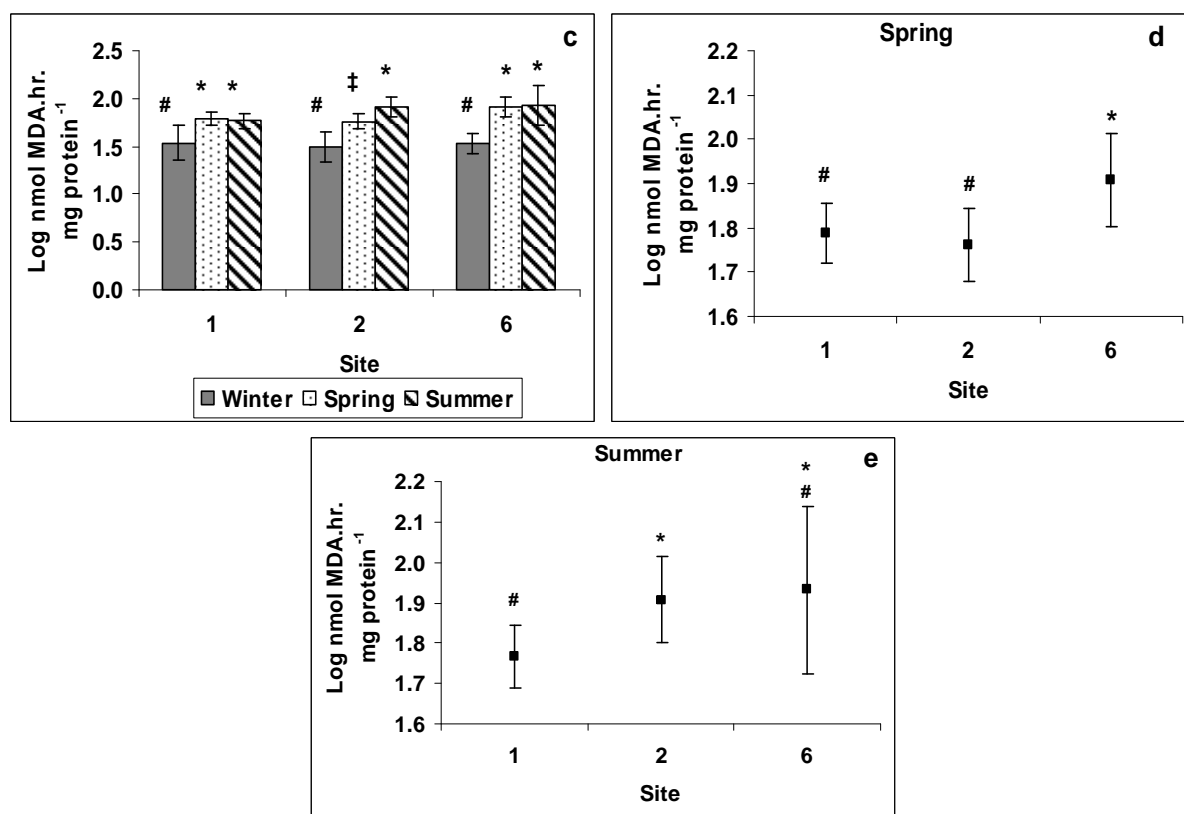 c
Log nmol MDA.hr.
mg protein -1
2.5
2.0
1.5
1.0
0.5
0.0
# * *
# ‡ *
# * *
1 2 6
Site
Winter Spring Summer
Spring
d
Log nmol MDA.hr.
mg protein -1
2.2
2.1
2.0
1.9
1.8
1.7
1.6
# # *
1 2 6
Site
Summer
e
Log nmol MDA.hr.
mg protein -1
2.2
2.1
2.0
1.9
1.8
1.7
1.6
# * *
#
1 2 6
Site